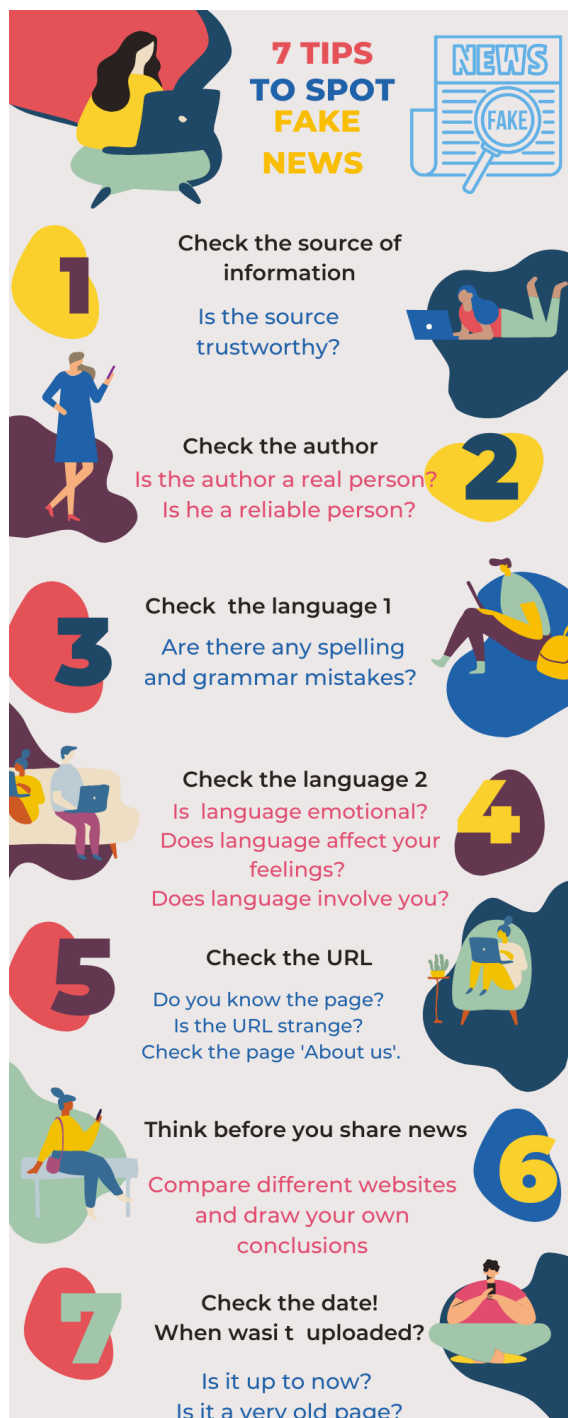 7 TIPS
TO SPOT
FAKE
NEWS
NEWS
FAKE
1
Check the source of
information
Is the source
trustworthy?
2
Check the author
Is the author a real person?
Is he a reliable person?
3
Check the language 1
Are there any spelling
and grammar mistakes?
4
Check the language 2
Is language emotional?
Does language affect your
feelings?
Does language involve you?
5
Check the URL
Do you know the page?
Is the URL strange?
Check the page 'About us'.
6
Think before you share news
Compare different websites
and draw your own
conclusions
7
Check the date!
When wasi t uploaded?
Is it up to now?
Is it a very old page?